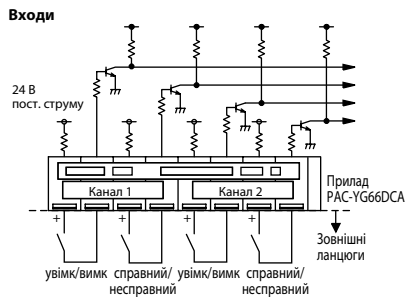 Входи
24 В
пост. струму
Канал 1
Канал 2
Прилад
PAC-YG66DCA
+
+
+
+
Зовнішні
ланцюги
увімк/вимк
справний/
несправний
увімк/вимк
справний/
несправний